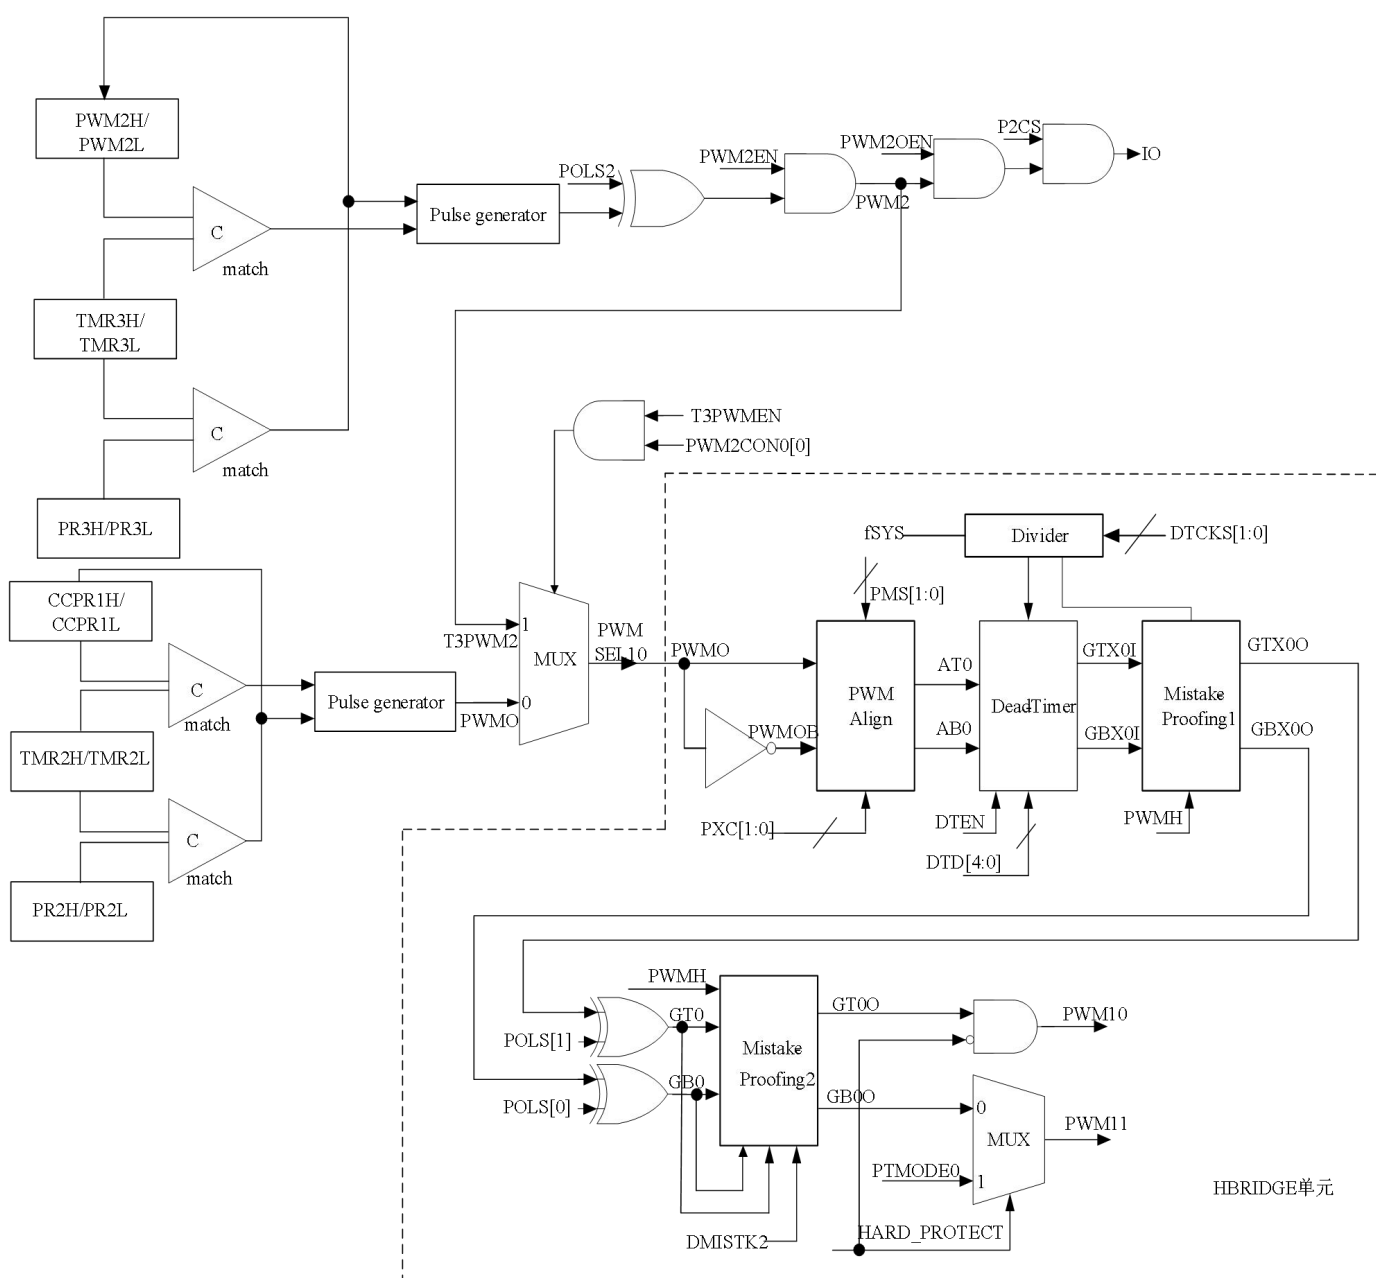 PWM2H/
PWM2L
C
match
TMR3H/
TMR3L
C
match
PR3H/PR3L
Pulse generator
POLS2
PWM2EN
PWM2
PWM2OEN
P2CS
IO
T3PWMEN
PWM2CON0[0]
CCPR1H/
CCPR1L
C
match
TMR2H/TMR2L
C
match
PR2H/PR2L
Pulse generator
PWMO
T3PWM2
1
MUX
0
PWM
SEL10
PWMO
PWMOB
fSYS
Divider
DTCKS[1:0]
PMS[1:0]
PWM
Align
PXC[1:0]
AT0
AB0
DeadTimer
DTEN
DTD[4:0]
GTX0I
GBX0I
Mistake
Proofing1
PWMH
GTX0O
GBX0O
PWMH
GT0
POLS[1]
GB0
POLS[0]
Mistake
Proofing2
DMISTK2
GT0O
GB0O
PWM10
0
MUX
1
PWM11
PTMODE0
HARD_PROTECT
HBRIDGE单元